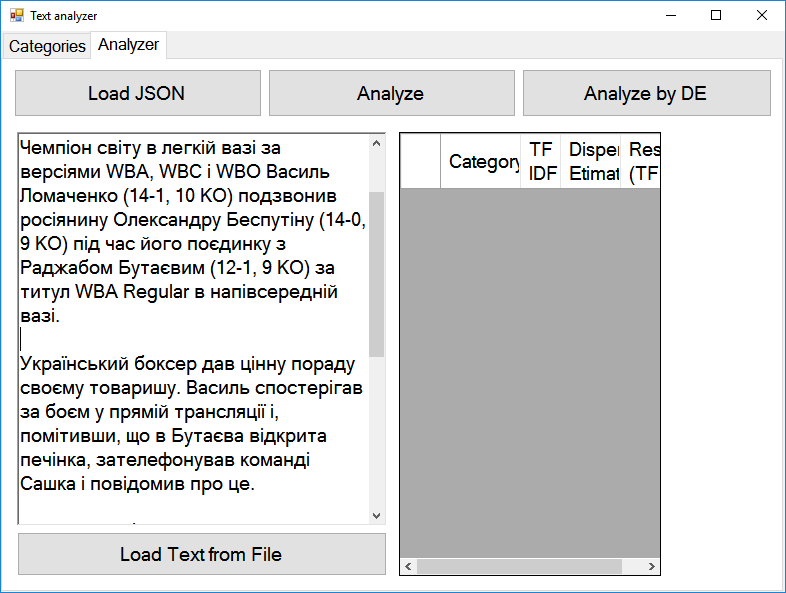 Text analyzer
Categories
Analyzer
Load JSON
Analyze
Analyze by DE
Чемпіон світу в легкій вазі за
версіями WBA, WBC і WBO Василь
Ломаченко (14-1, 10 KO) подзвонив
росіянину Олександру Беспутіну (14-0,
9 KO) під час його поєдинку з
Раджабом Бутаєвим (12-1, 9 KO) за
титул WBA Regular в напівсередній
вазі.
Український боксер дав цінну пораду
своєму товаришу. Василь спостерігав
за боєм у прямій трансляції і,
помітивши, що в Бутаєва відкрита
печінка, зателефонував команді
Сашка і повідомив про це.
Load Text from File
Category
TF
IDF
Disper
Etimat
Res
(TF